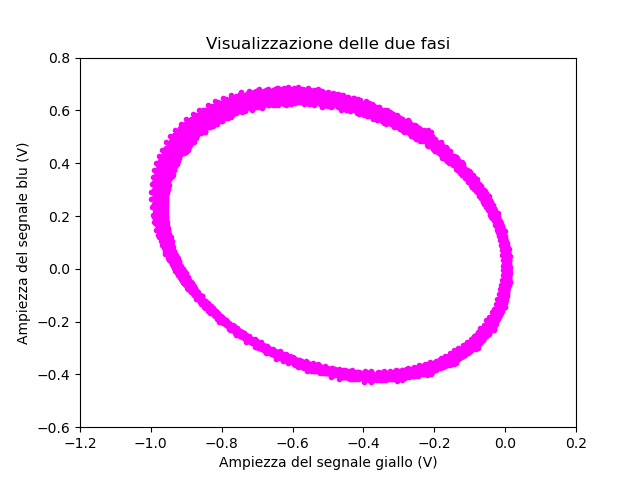 Visualizzazione delle due fasi
Ampiezza del segnale blu (V)
0.8
0.6
0.4
0.2
0.0
−0.2
−0.4
−0.6
−1.2 −1.0 −0.8 −0.6 −0.4 −0.2 0.0 0.2
Ampiezza del segnale giallo (V)